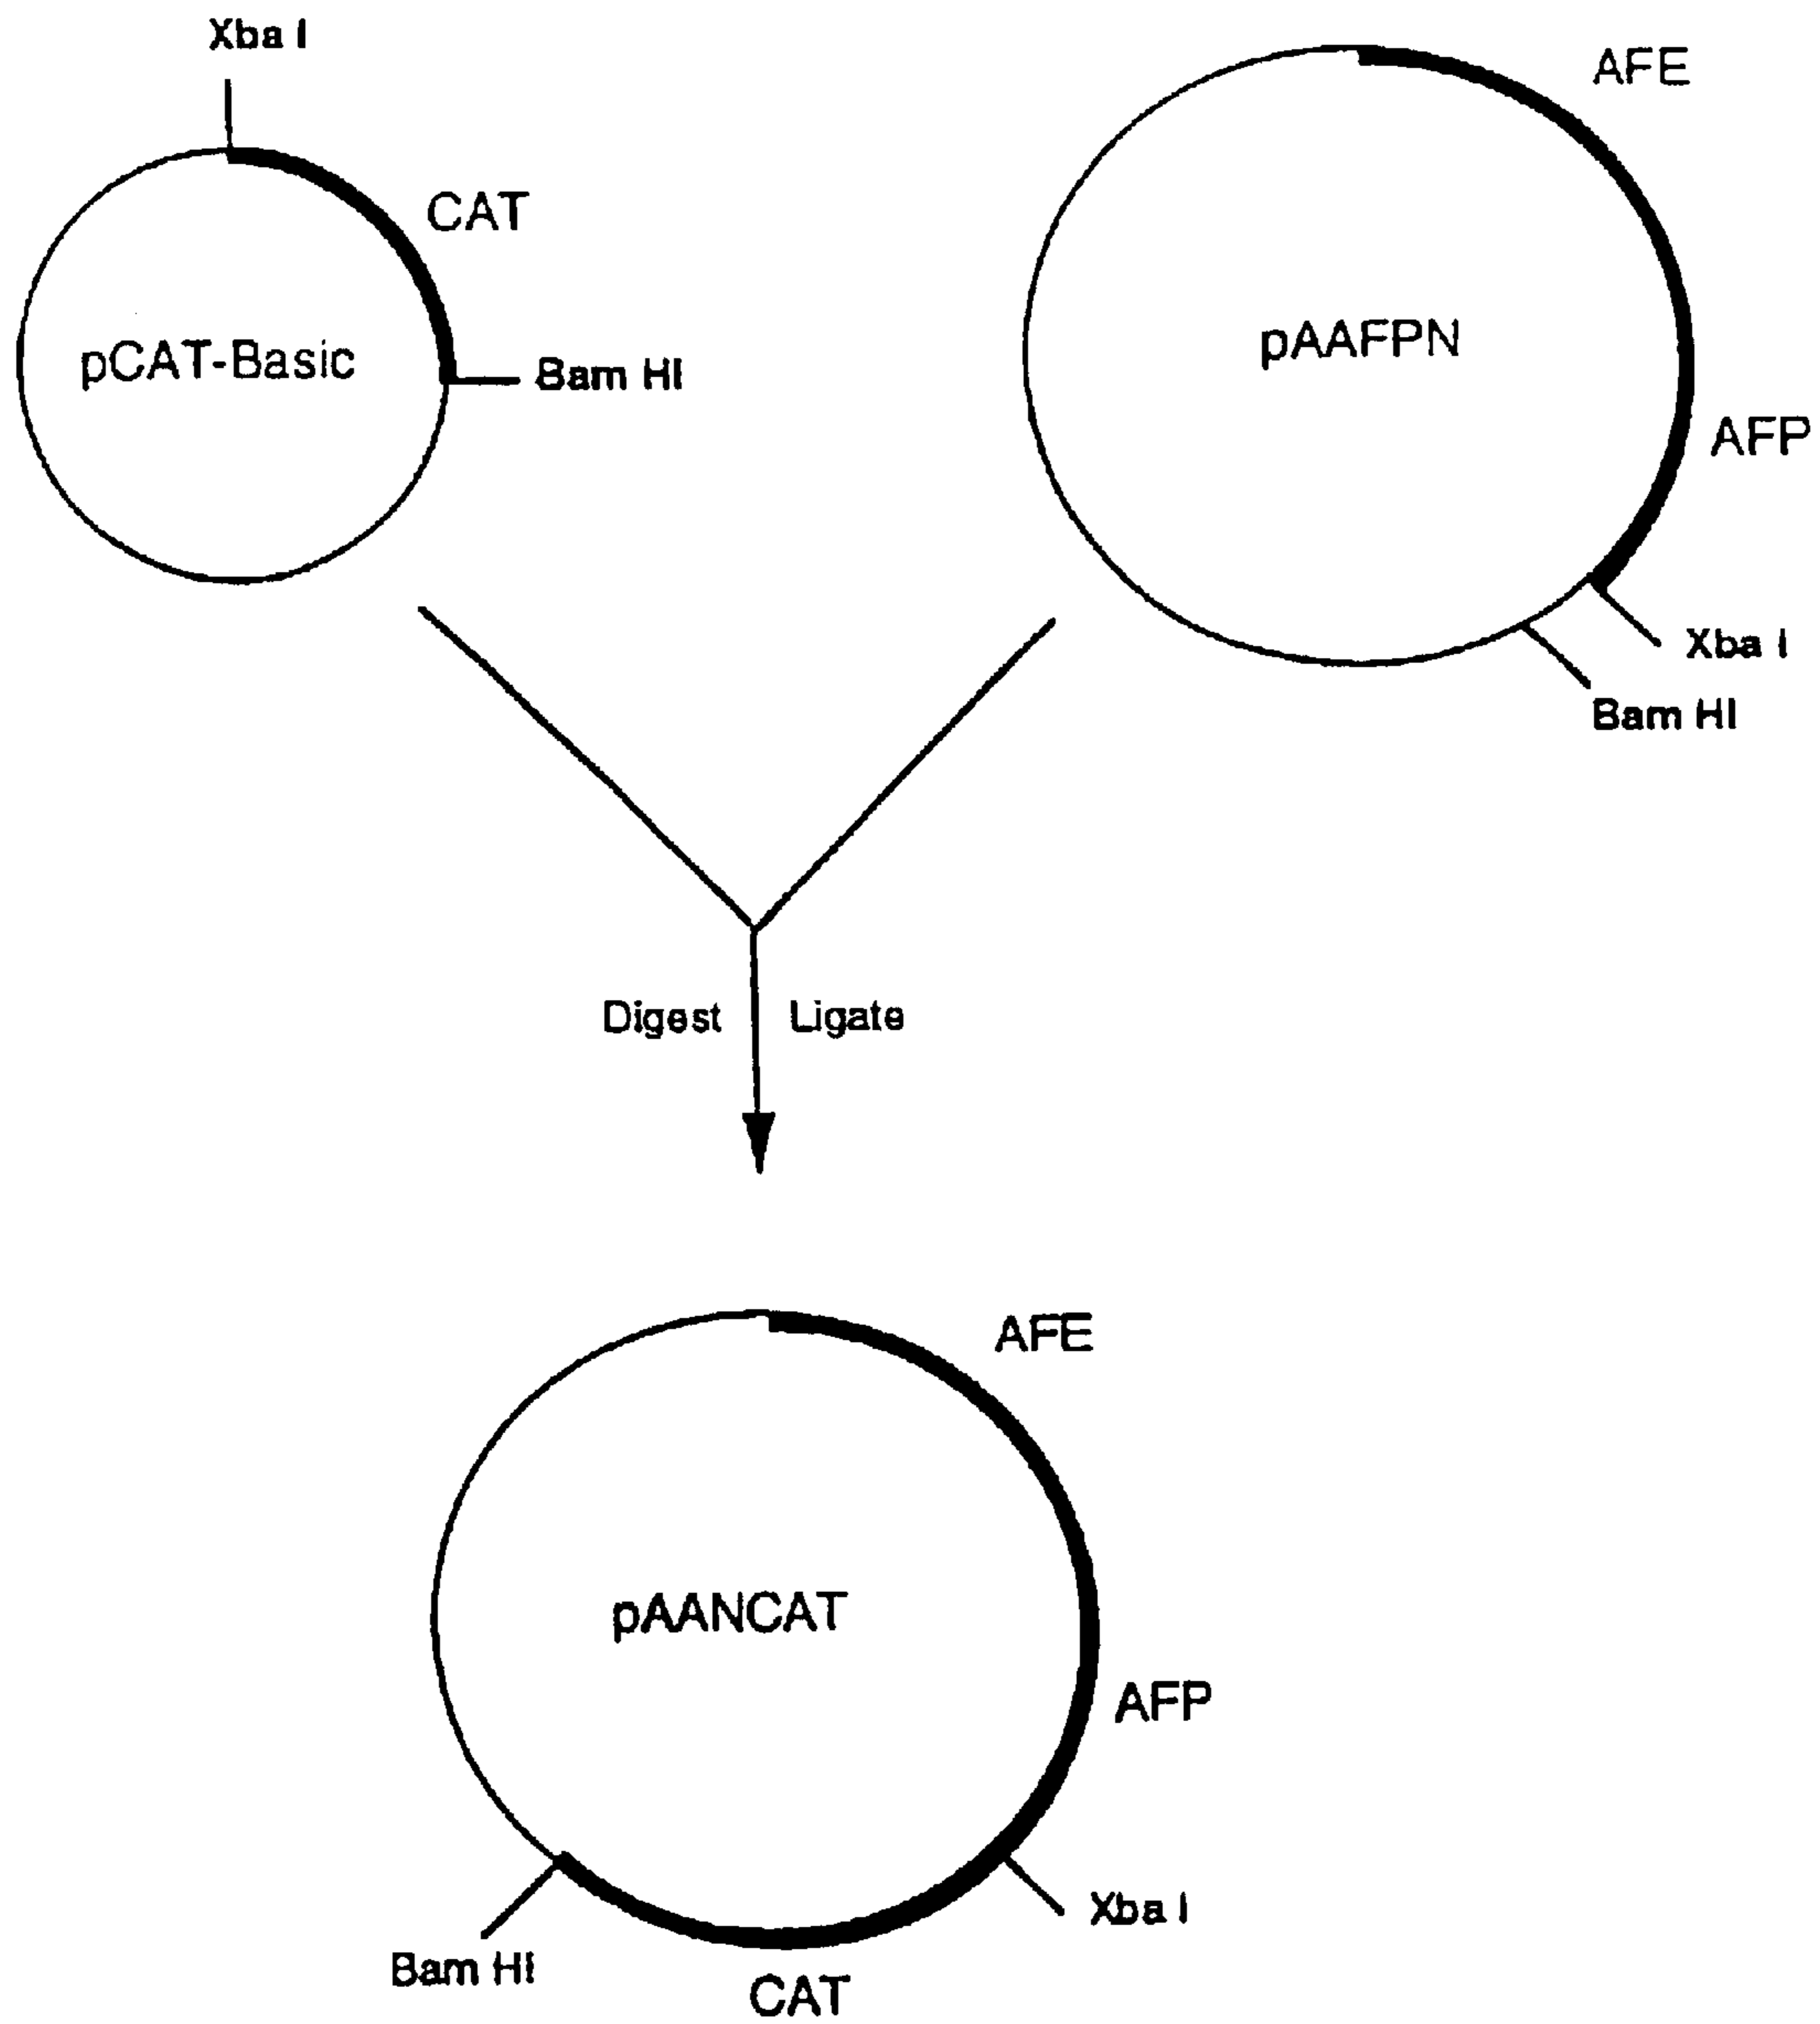 Xba I
CAT
pCAT-Basic
Bam HI
AFE
pAAFPN
AFP
Xba I
Bam HI
Digest
Ligate
AFE
pAANCAT
AFP
Xba I
Bam HI
CAT